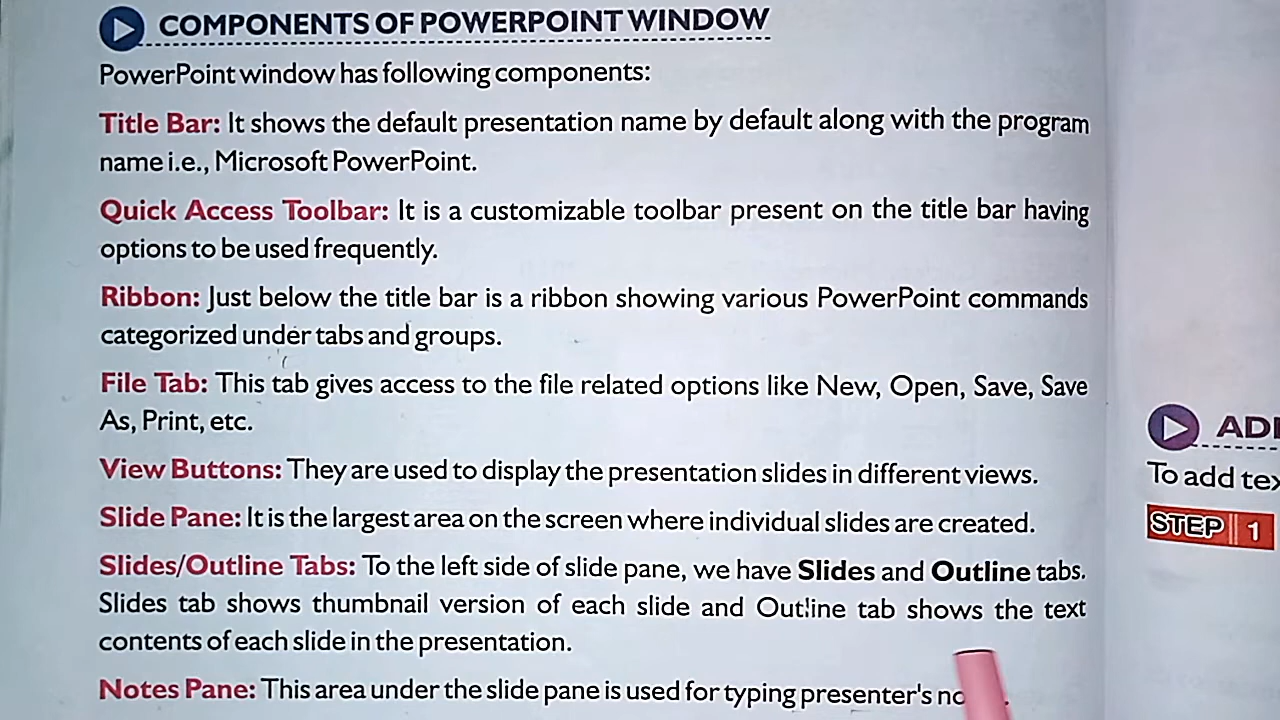 COMPONENTS OF POWERPOINT WINDOW
PowerPoint window has following components:
Title Bar: It shows the default presentation name by default along with the program
name i.e., Microsoft PowerPoint.
Quick Access Toolbar: It is a customizable toolbar present on the title bar having
options to be used frequently.
Ribbon: Just below the title bar is a ribbon showing various PowerPoint commands
categorized under tabs and groups.
File Tab: This tab gives access to the file related options like New, Open, Save, Save
As, Print, etc.
View Buttons: They are used to display the presentation slides in different views.
Slide Pane: It is the largest area on the screen where individual slides are created.
Slides/Outline Tabs: To the left side of slide pane, we have Slides and Outline tabs.
Slides tab shows thumbnail version of each slide and Outline tab shows the text
contents of each slide in the presentation.
Notes Pane: This area under the slide pane is used for typing presenter's
To add
STEP 1